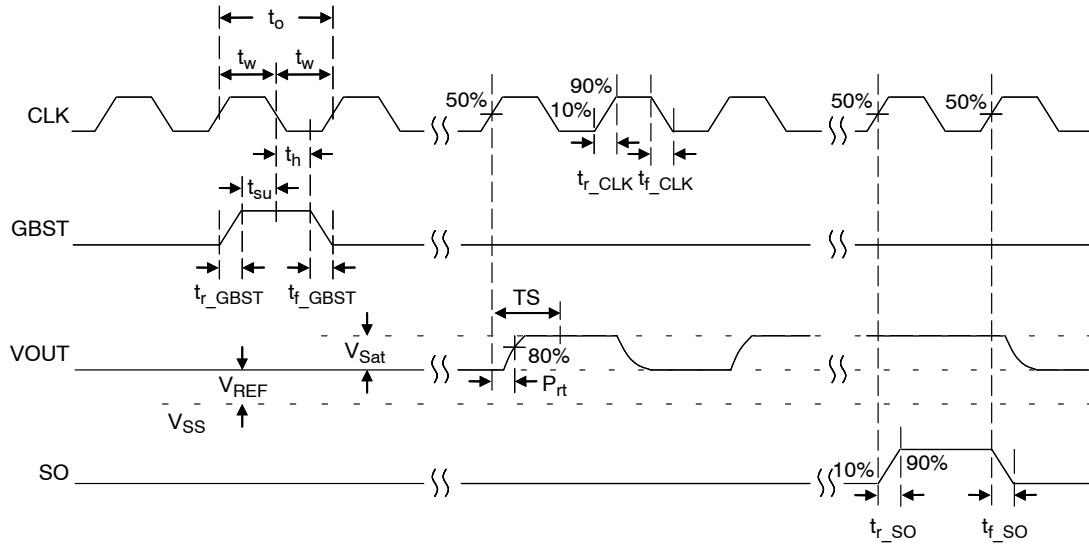 t_o
t_w t_w
CLK
50%
90%
10%
50%
50%
t_h
t_r_CLK t_f_CLK
t_su
GBST
t_r_GBST t_f_GBST
TS
VOUT
V_Sat
80%
V_REF
P_rt
V_SS
SO
10%
90%
t_r_SO
t_f_SO